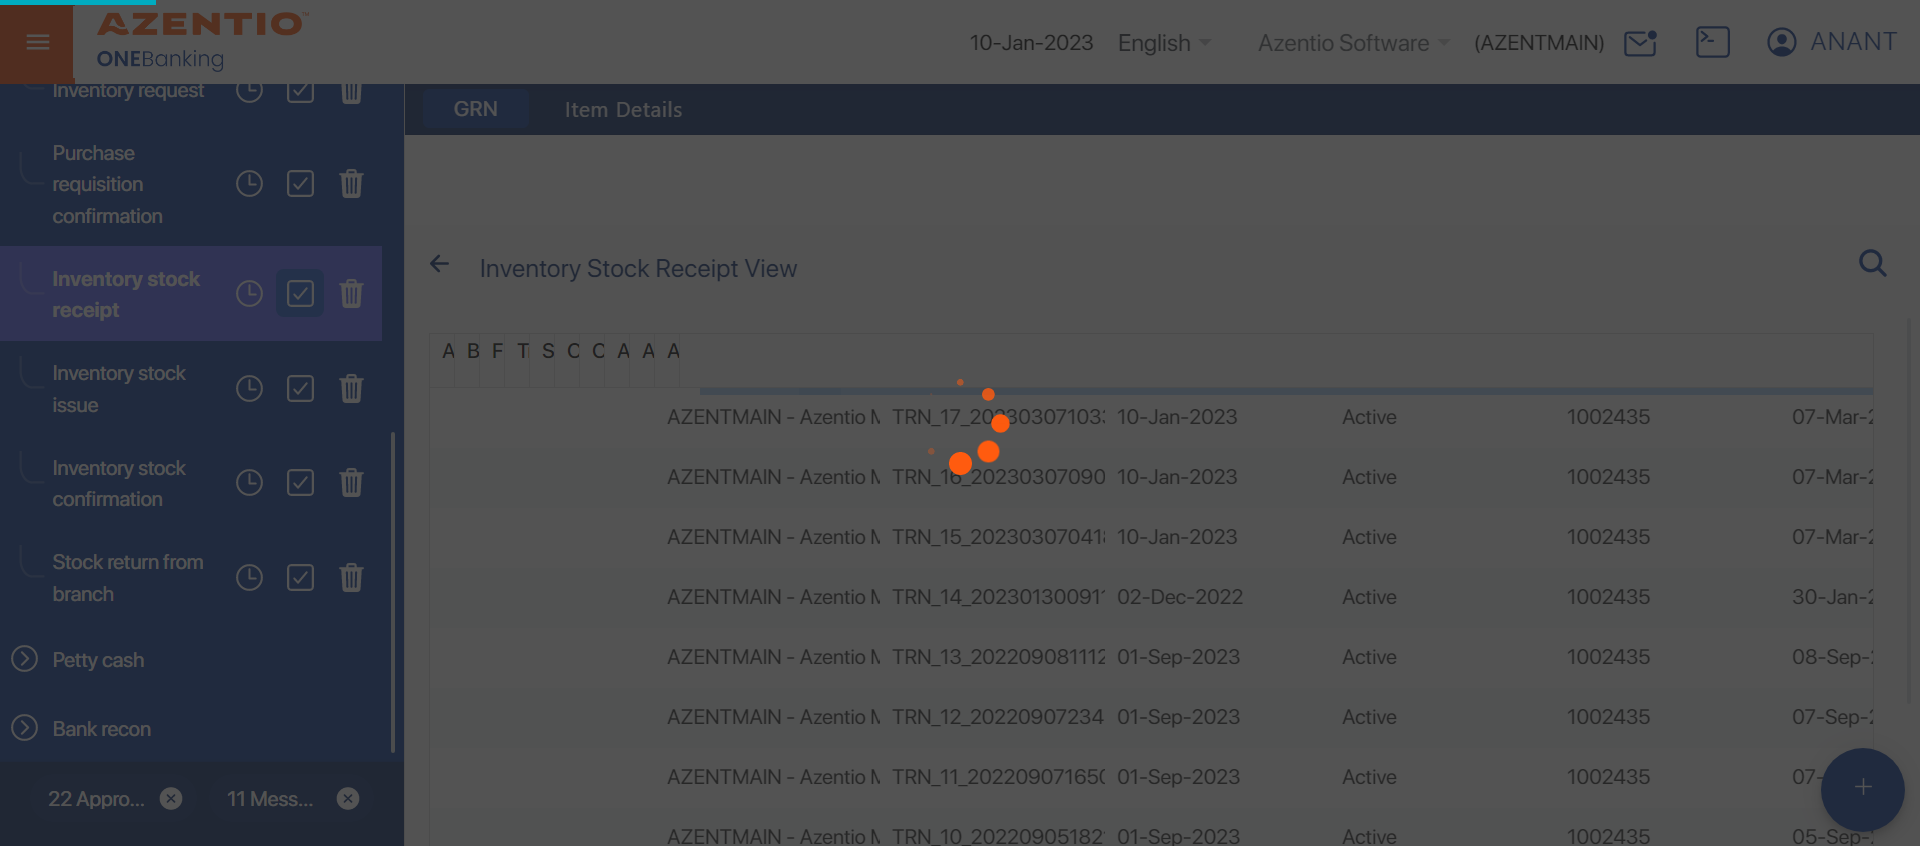 AZENTIO™
ONEBanking
10-Jan-2023 English Azentio Software (AZENTMAIN) ANANT
Inventory request
Purchase
requisition
confirmation
Inventory stock
receipt
Inventory stock
issue
Inventory stock
confirmation
Stock return from
branch
Petty cash
Bank recon
22 Appro... 11 Mess...
GRN Item Details
Inventory Stock Receipt View
A B F T S C C A A A
AZENTMAIN - Azentio M TRN_17_20230307103 10-Jan-2023 Active 1002435 07-Mar-2
AZENTMAIN - Azentio M TRN_16_20230307090 10-Jan-2023 Active 1002435 07-Mar-2
AZENTMAIN - Azentio M TRN_15_20230307041 10-Jan-2023 Active 1002435 07-Mar-2
AZENTMAIN - Azentio M TRN_14_20230130091 02-Dec-2022 Active 1002435 30-Jan-2
AZENTMAIN - Azentio M TRN_13_202209081112 01-Sep-2023 Active 1002435 08-Sep-
AZENTMAIN - Azentio M TRN_12_20220907234 01-Sep-2023 Active 1002435 07-Sep-2
AZENTMAIN - Azentio M TRN_11_20220907165 01-Sep-2023 Active 1002435 07-
AZENTMAIN - Azentio M TRN_10_20220905182 01-Sep-2023 Active 1002435 05-Sep-